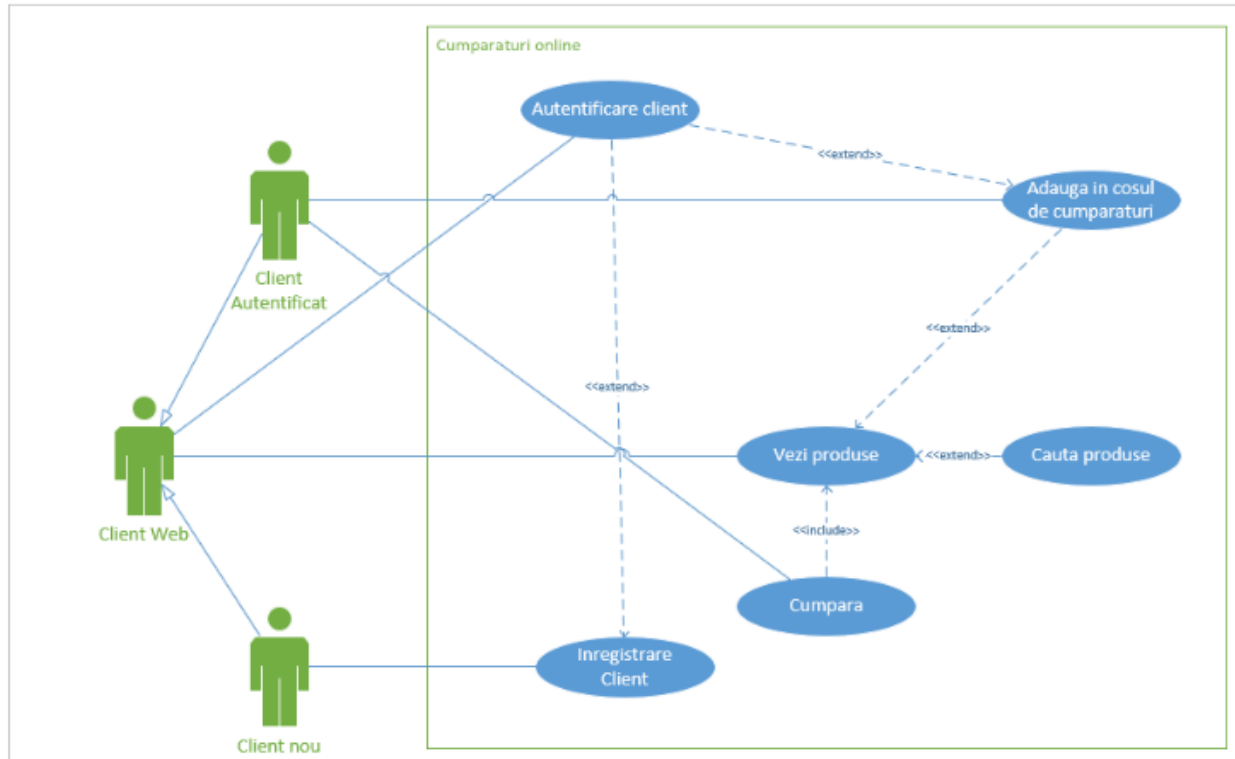 Cumparaturi online
Autentificare client
<<extend>>
Adauga in cosul
de cumparaturi
Client
Autentificat
<<extend>>
<<extend>>
Vezi produse
<<extend>>
Cauta produse
Client Web
<<include>>
Cumpara
Inregistrare
Client
Client nou